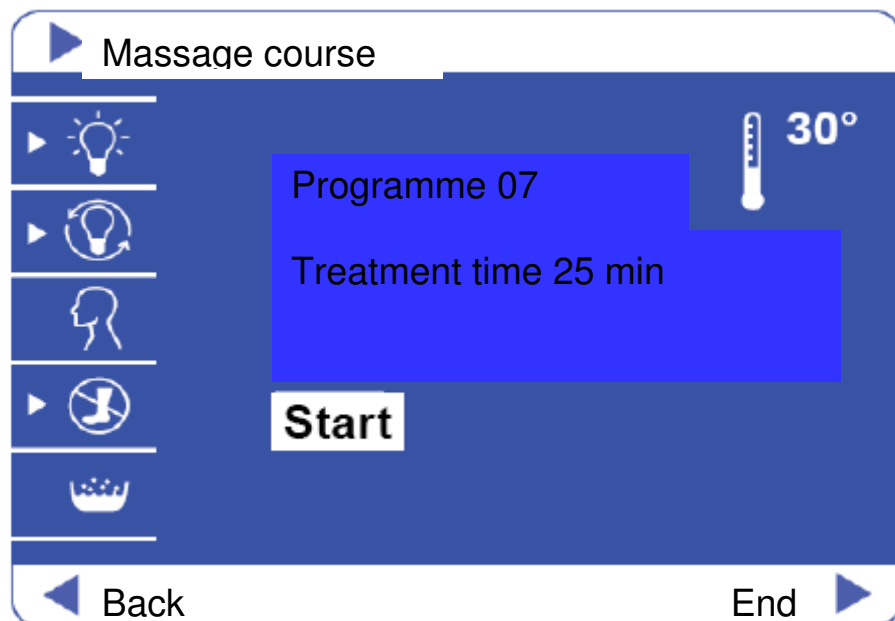 Massage course
30°
Programme 07
Treatment time 25 min
Start
Back
End